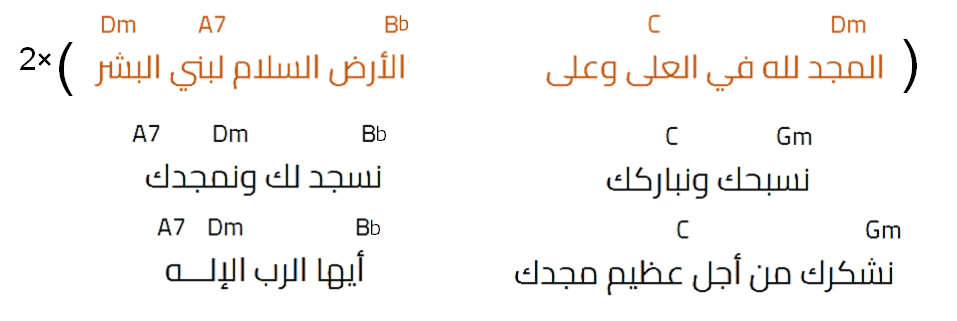 Dm C Bb A7 Dm
( المجد لله في العلى وعلى الأرض السلام لبني البشر ) ×2
Gm C Bb Dm A7
نسبحك ونباركك نسجد لك ونمجدك
Gm C Bb Dm A7
نشكرك من أجل عظيم مجدك أيها الرب الإلـــه